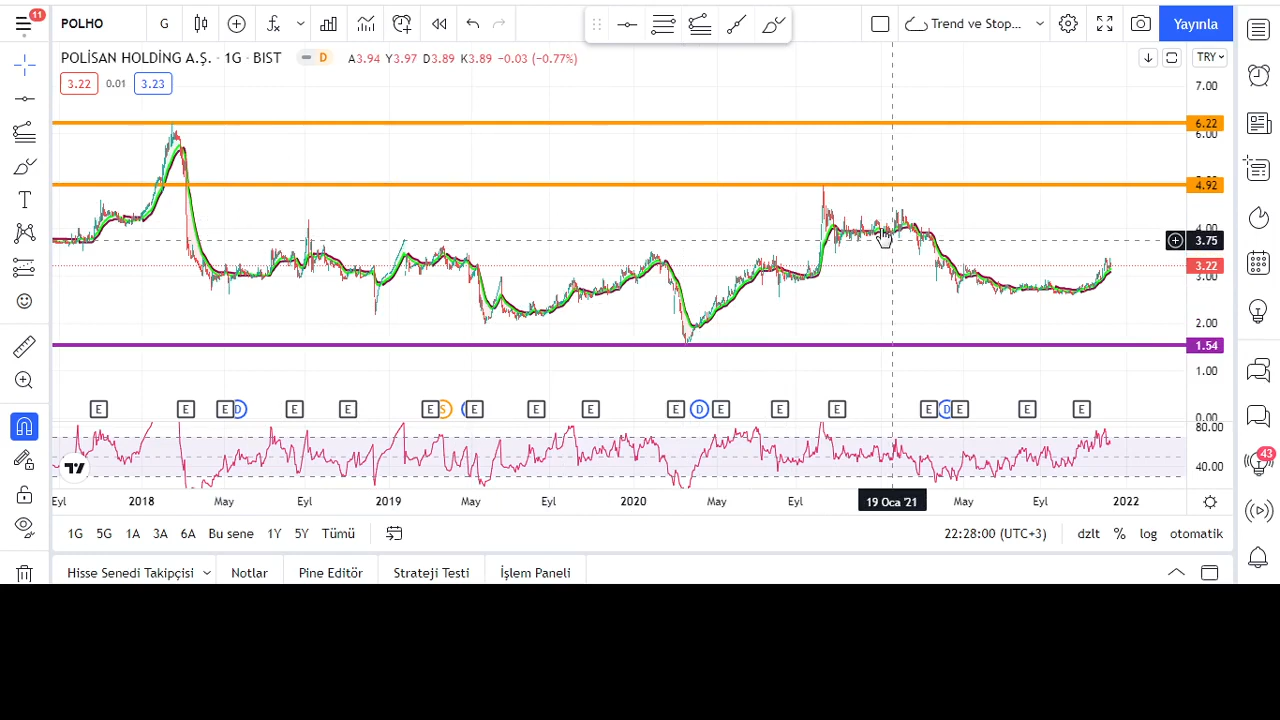 11
POLHO G Trend ve Stop... Yayınla
POLİSAN HOLDİNG A.Ş. · 1G · BIST D A3.94 Y3.97 D3.89 K3.89 −0.03 (−0.77%) TRY
3.22 0.01 3.23
7.00
6.22
6.00
4.92
4.00
3.75
3.22
3.00
2.00
1.54
1.00
0.00
E E E D E E E S E E E E D E E E E D E E E
80.00
40.00
43
Eyl 2018 May Eyl 2019 May Eyl 2020 May Eyl 19 Oca '21 May Eyl 2022
1G 5G 1A 3A 6A Bu sene 1Y 5Y Tümü 22:28:00 (UTC+3) dzlt % log otomatik
Hisse Senedi Takipçisi Notlar Pine Editör Strateji Testi İşlem Paneli